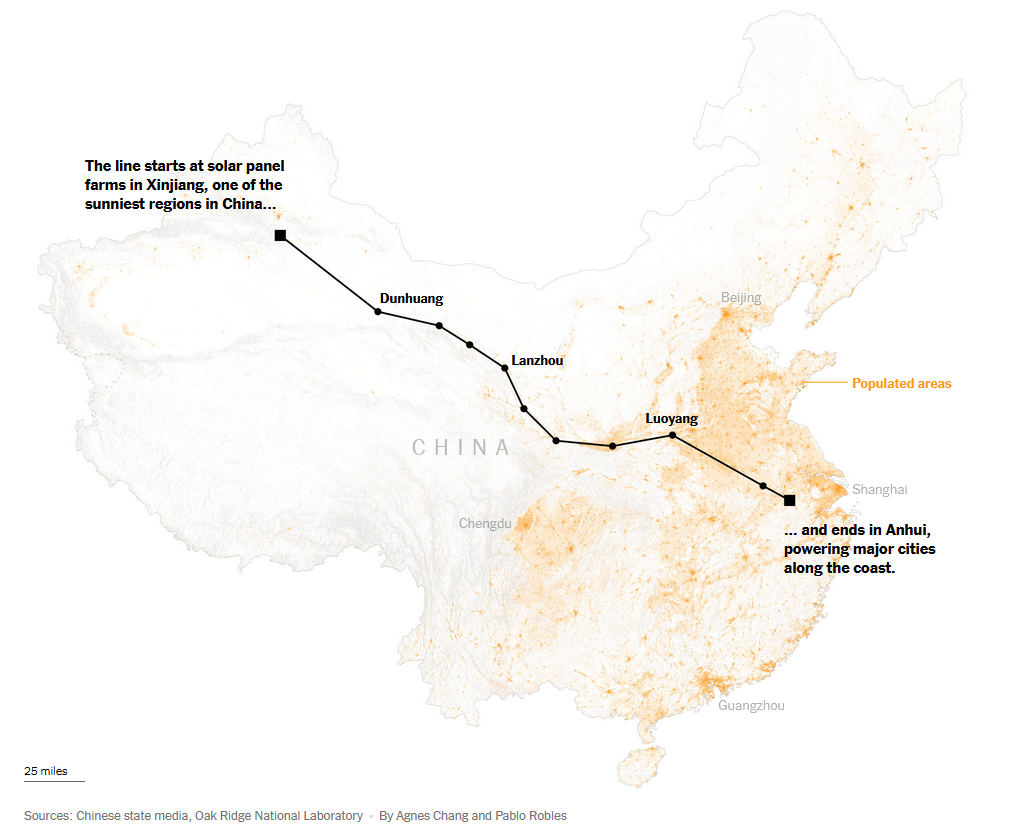 The line starts at solar panel
farms in Xinjiang, one of the
sunniest regions in China...
Dunhuang
Beijing
Lanzhou
Populated areas
Luoyang
CHINA
Shanghai
Chengdu
... and ends in Anhui,
powering major cities
along the coast.
Guangzhou
25 miles
Sources: Chinese state media, Oak Ridge National Laboratory • By Agnes Chang and Pablo Robles